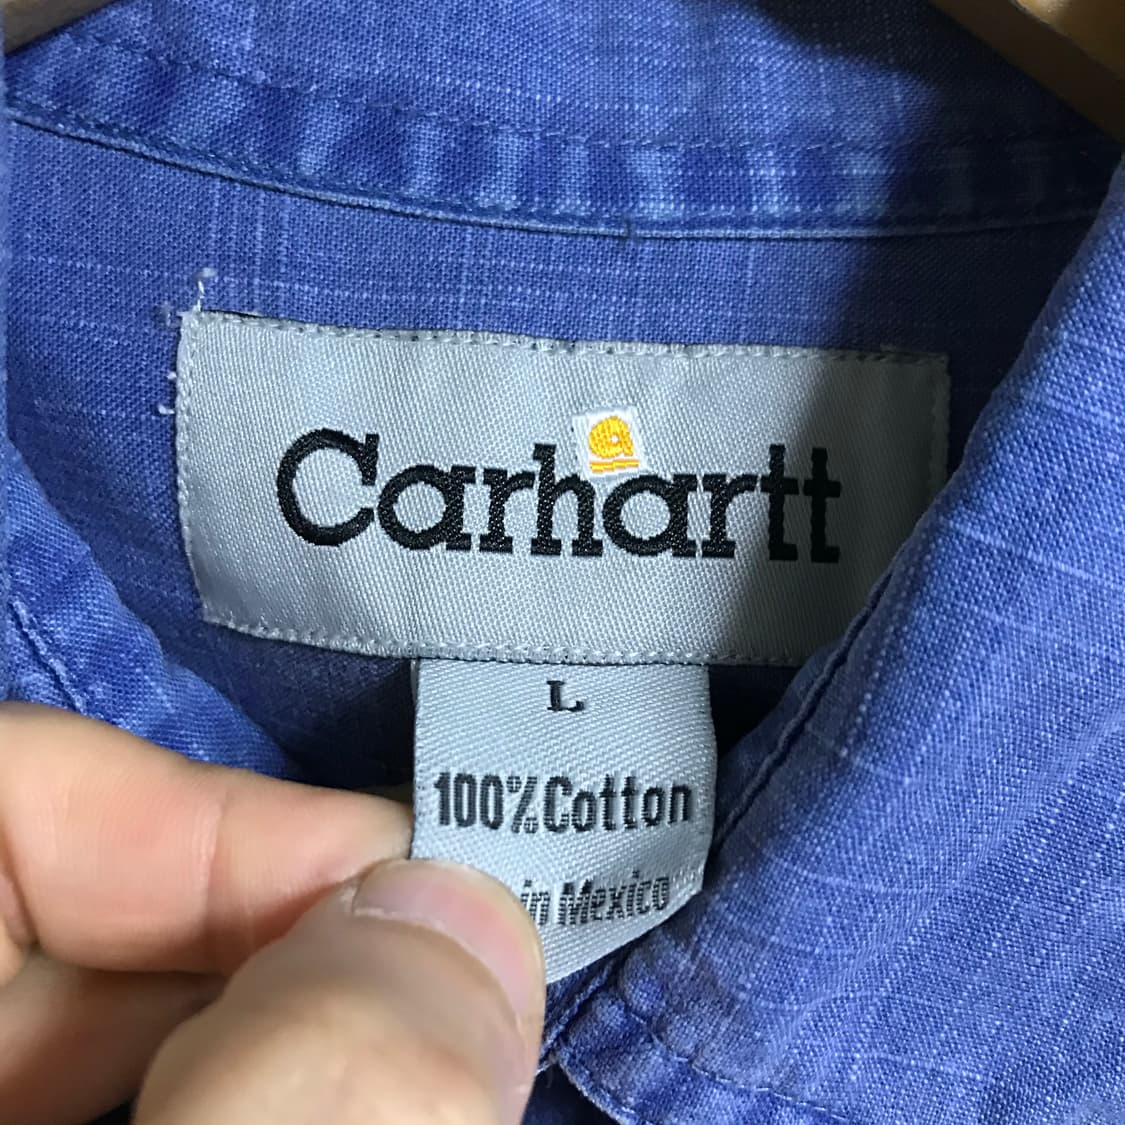 Carhartt
L
100% Cotton
in Mexico